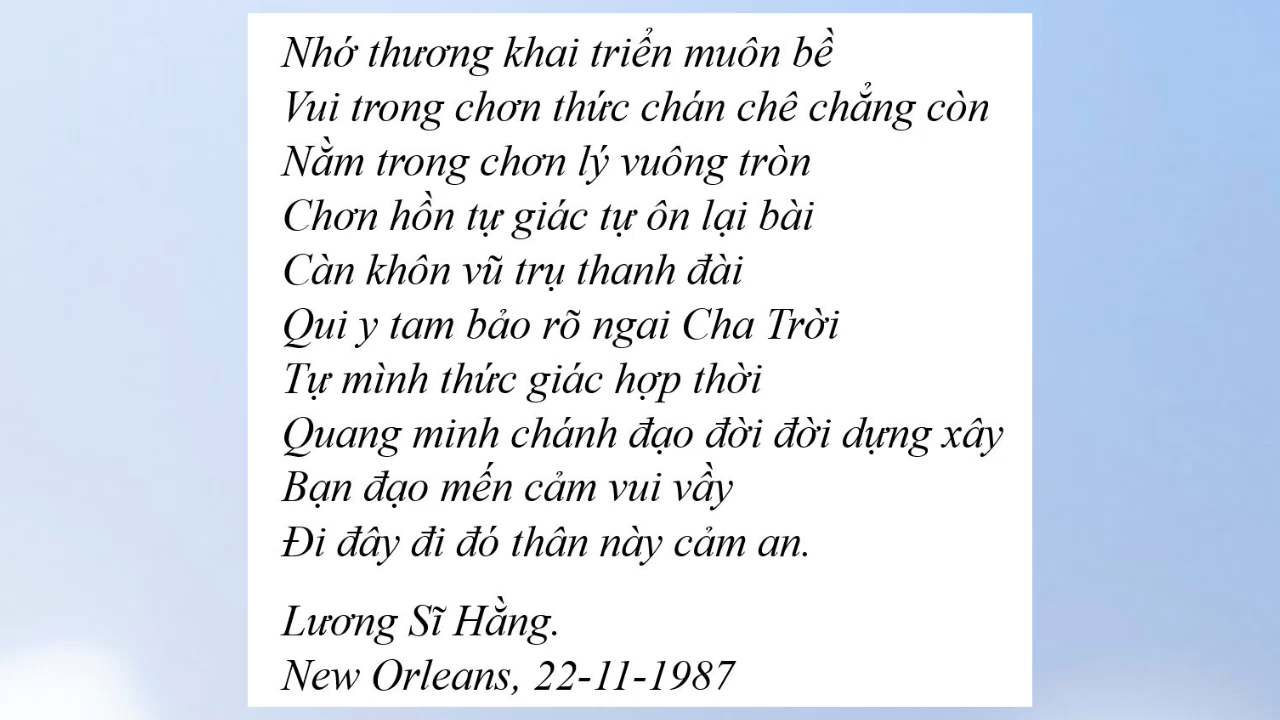 Nhớ thương khai triển muôn bề
Vui trong chơn thức chán chê chẳng còn
Nằm trong chơn lý vuông tròn
Chơn hồn tự giác tự ôn lại bài
Càn khôn vũ trụ thanh đài
Qui y tam bảo rõ ngai Cha Trời
Tự mình thức giác hợp thời
Quang minh chánh đạo đời đời dựng xây
Bạn đạo mến cảm vui vầy
Đi đây đi đó thân này cảm an.
Lương Sĩ Hằng.
New Orleans, 22-11-1987